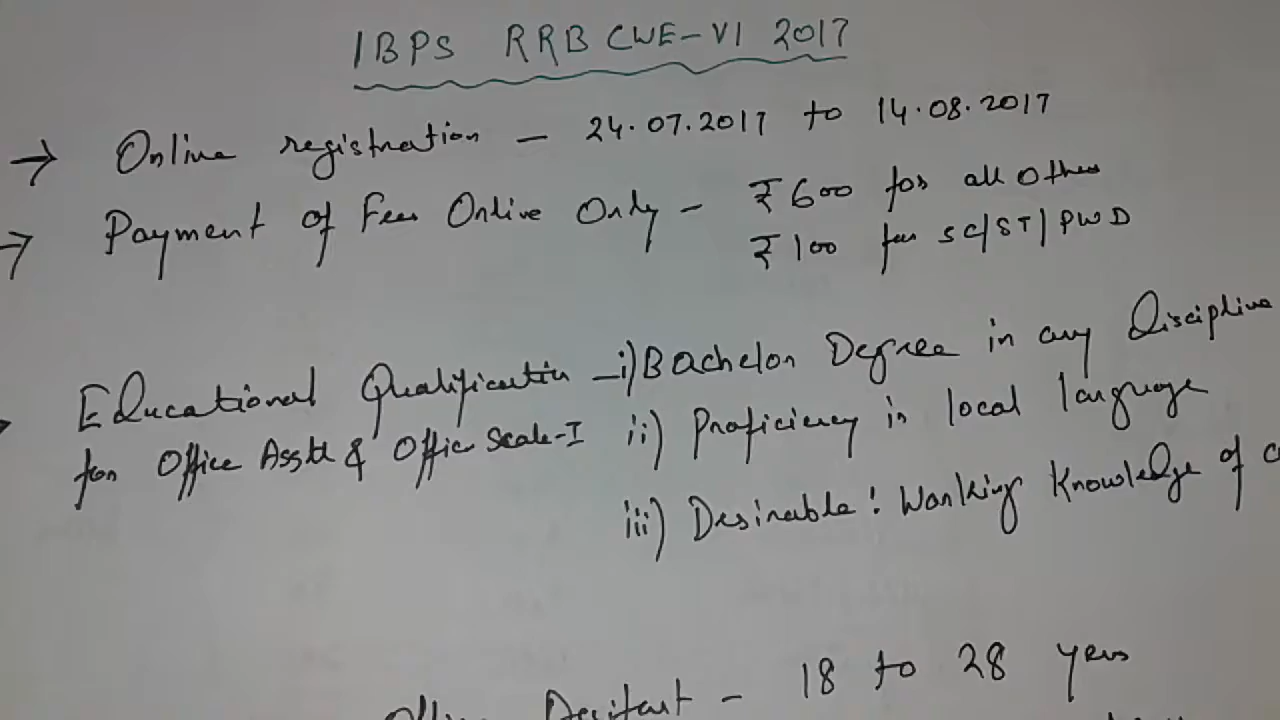 IBPS RRB CWE-VI 2017
→ Online registration – 24.07.2017 to 14.08.2017
→ Payment of Fees Online Only – ₹600 for all others
₹100 for SC/ST/PWD
Educational Qualification – i) Bachelor Degree in any Discipline
for Office Asstt & Office Scale-I ii) Proficiency in local language
iii) Desirable: Working Knowledge of
– 18 to 28 years